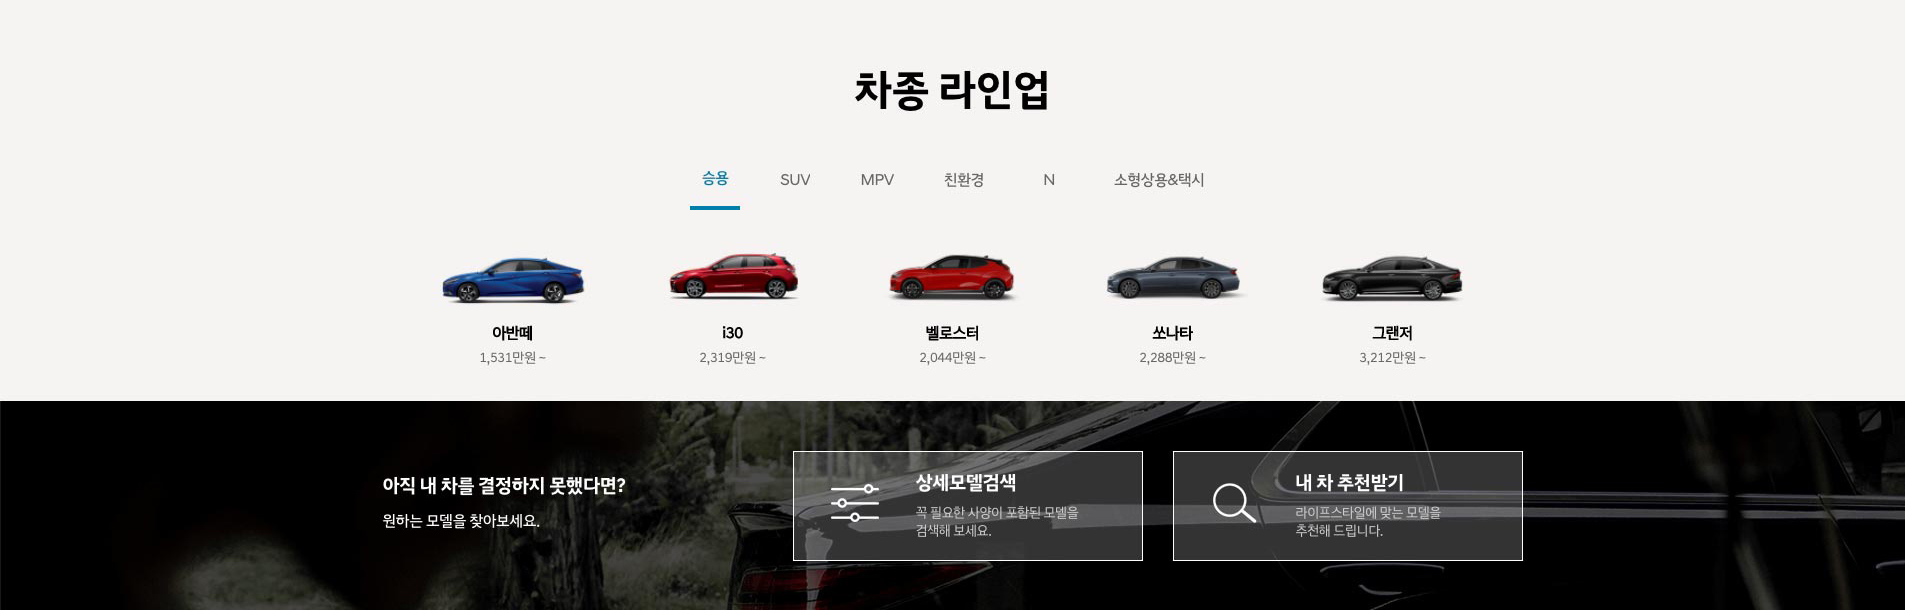 차종 라인업
승용 SUV MPV 친환경 N 소형상용&택시
아반떼 i30 벨로스터 쏘나타 그랜저
1,531만원 ~ 2,319만원 ~ 2,044만원 ~ 2,288만원 ~ 3,212만원 ~
아직 내 차를 결정하지 못했다면?
원하는 모델을 찾아보세요.
상세모델검색
꼭 필요한 사양이 포함된 모델을
검색해 보세요.
내 차 추천받기
라이프스타일에 맞는 모델을
추천해 드립니다.